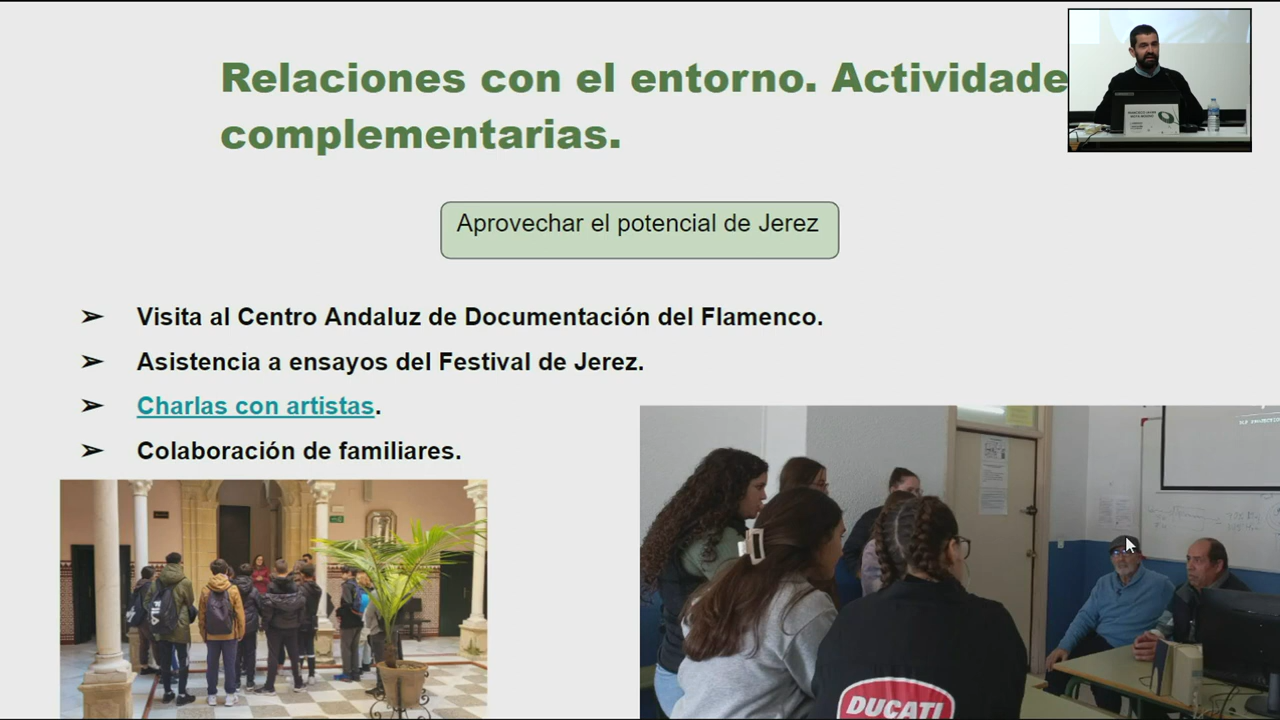 Relaciones con el entorno. Actividade
complementarias.
Aprovechar el potencial de Jerez
➢ Visita al Centro Andaluz de Documentación del Flamenco.
➢ Asistencia a ensayos del Festival de Jerez.
➢ Charlas con artistas.
➢ Colaboración de familiares.
FILA
DUCATI